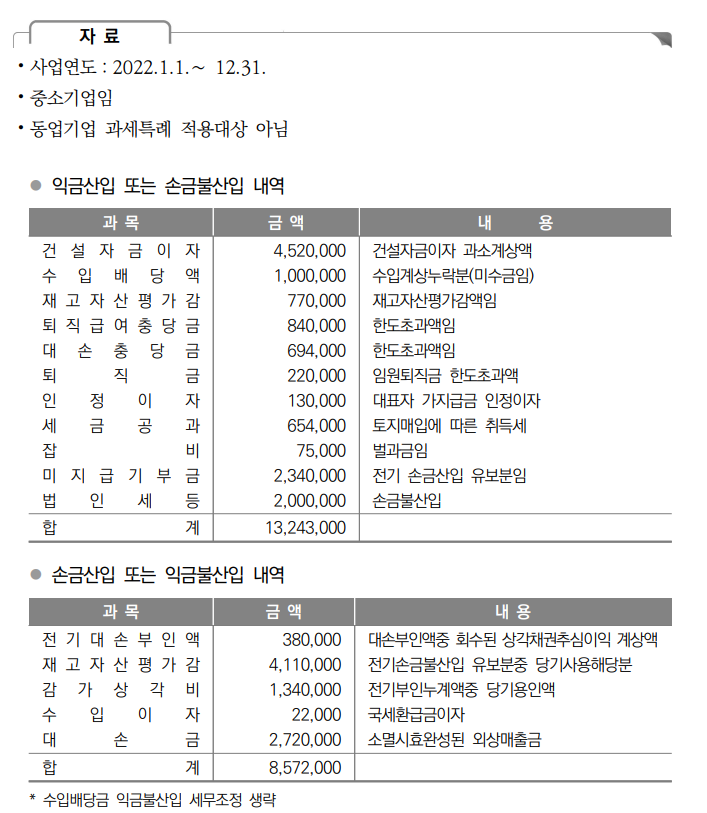 자 료
• 사업연도 : 2022.1.1.~ 12.31.
• 중소기업임
• 동업기업 과세특례 적용대상 아님
● 익금산입 또는 손금불산입 내역
과 목 금 액 내 용
건 설 자 금 이 자 4,520,000 건설자금이자 과소계상액
수 입 배 당 액 1,000,000 수입계상누락분(미수금임)
재 고 자 산 평 가 감 770,000 재고자산평가감액임
퇴 직 급 여 충 당 금 840,000 한도초과액임
대 손 충 당 금 694,000 한도초과액임
퇴 직 금 220,000 임원퇴직금 한도초과액
인 정 이 자 130,000 대표자 가지급금 인정이자
세 금 공 과 654,000 토지매입에 따른 취득세
잡 비 75,000 벌과금임
미 지 급 기 부 금 2,340,000 전기 손금산입 유보분임
법 인 세 등 2,000,000 손금불산입
합 계 13,243,000
● 손금산입 또는 익금불산입 내역
과 목 금 액 내 용
전 기 대 손 부 인 액 380,000 대손부인액중 회수된 상각채권추심이익 계상액
재 고 자 산 평 가 감 4,110,000 전기손금불산입 유보분중 당기사용해당분
감 가 상 각 비 1,340,000 전기부인누계액중 당기용인액
수 입 이 자 22,000 국세환급금이자
대 손 금 2,720,000 소멸시효완성된 외상매출금
합 계 8,572,000
* 수입배당금 익금불산입 세무조정 생략